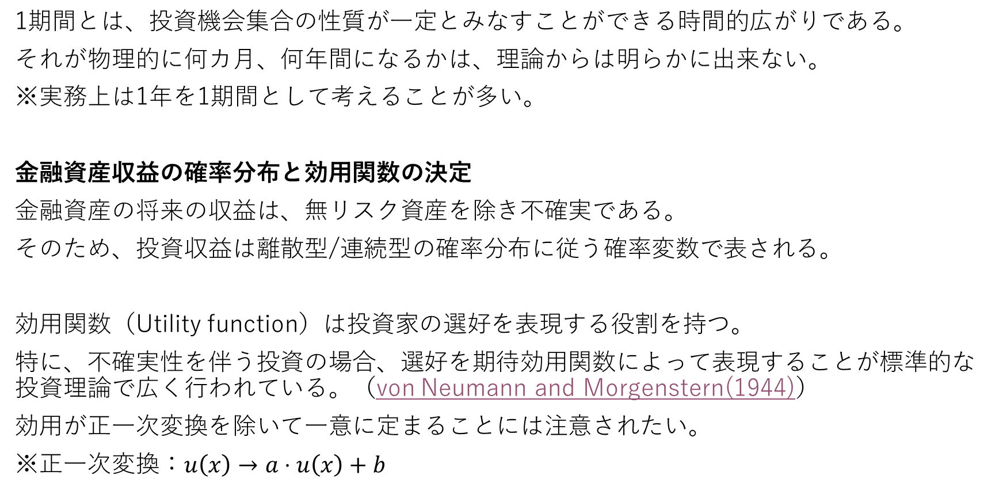 1期間とは、投資機会集合の性質が一定とみなすことができる時間的広がりである。
それが物理的に何カ月、何年間になるかは、理論からは明らかに出来ない。
※実務上は1年を1期間として考えることが多い。
金融資産収益の確率分布と効用関数の決定
金融資産の将来の収益は、無リスク資産を除き不確実である。
そのため、投資収益は離散型/連続型の確率分布に従う確率変数で表される。
効用関数（Utility function）は投資家の選好を表現する役割を持つ。
特に、不確実性を伴う投資の場合、選好を期待効用関数によって表現することが標準的な
投資理論で広く行われている。（von Neumann and Morgenstern(1944)）
効用が正一次変換を除いて一意に定まることには注意されたい。
※正一次変換：u(x) → a · u(x) + b